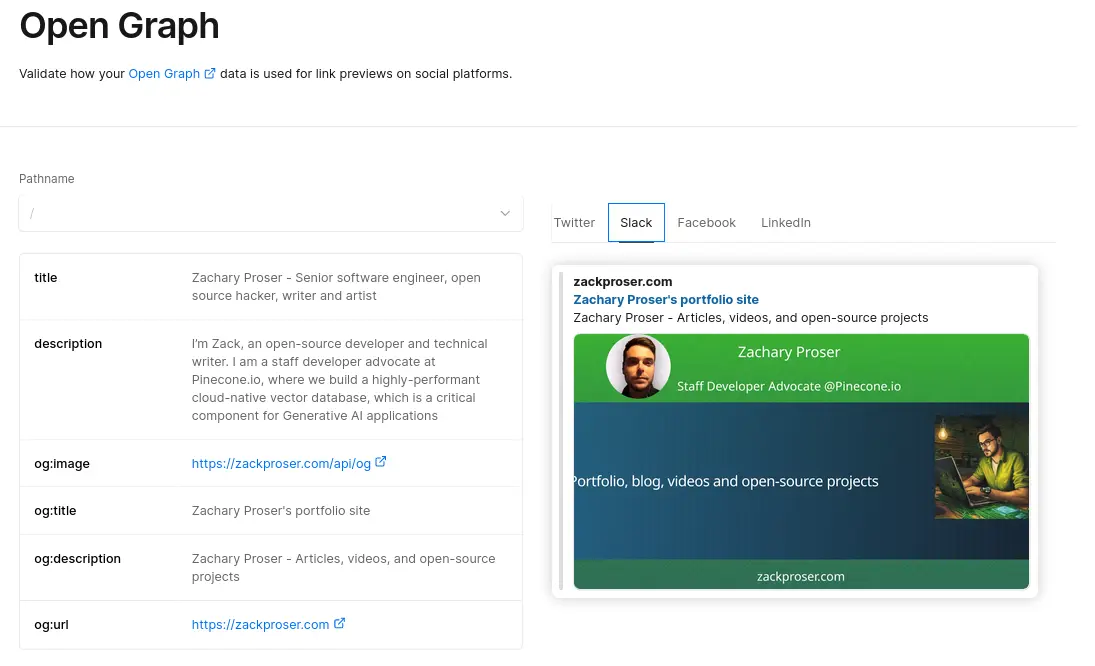 Open Graph
Validate how your Open Graph data is used for link previews on social platforms.
Pathname
/
title
Zachary Proser - Senior software engineer, open
source hacker, writer and artist
description
I'm Zack, an open-source developer and technical
writer. I am a staff developer advocate at
Pinecone.io, where we build a highly-performant
cloud-native vector database, which is a critical
component for Generative AI applications
og:image
https://zackproser.com/api/og
og:title
Zachary Proser's portfolio site
og:description
Zachary Proser - Articles, videos, and open-source
projects
og:url
https://zackproser.com
Twitter Slack Facebook LinkedIn
zackproser.com
Zachary Proser's portfolio site
Zachary Proser - Articles, videos, and open-source projects
Zachary Proser
Staff Developer Advocate @Pinecone.io
Portfolio, blog, videos and open-source projects
zackproser.com